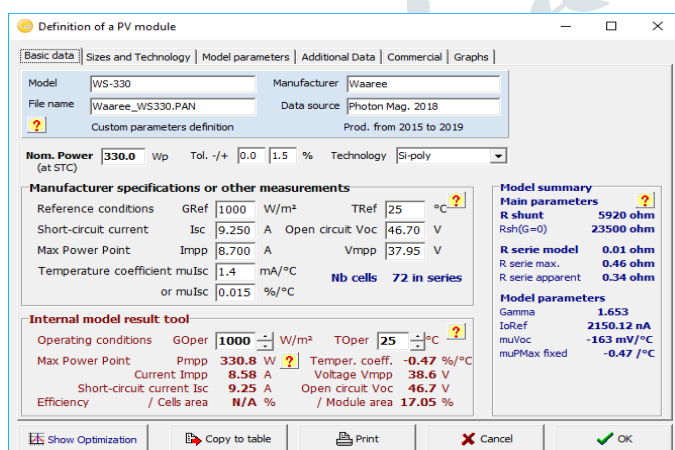 Definition of a PV module
Basic data Sizes and Technology Model parameters Additional Data Commercial Graphs
Model WS-330 Manufacturer Waaree
File name Waaree_WS330.PAN Data source Photon Mag. 2018
? Custom parameters definition Prod. from 2015 to 2019
Nom. Power 330.0 Wp Tol. -/+ 0.0 1.5 % Technology Si-poly
(at STC)
Manufacturer specifications or other measurements
?
Reference conditions GRef 1000 W/m² TRef 25 °C
Short-circuit current Isc 9.250 A Open circuit Voc 46.70 V
Max Power Point Impp 8.700 A Vmpp 37.95 V
Temperature coefficient muIsc 1.4 mA/°C Nb cells 72 in series
or muIsc 0.015 %/°C
Internal model result tool
?
Operating conditions GOper 1000 W/m² TOper 25 °C
Max Power Point Pmpp 330.8 W ? Temper. coeff. -0.47 %/°C
Current Impp 8.58 A Voltage Vmpp 38.6 V
Short-circuit current Isc 9.25 A Open circuit Voc 46.7 V
Efficiency / Cells area N/A % / Module area 17.05 %
Model summary
Main parameters ?
R shunt 5920 ohm
Rsh(G=0) 23500 ohm
R serie model 0.01 ohm
R serie max. 0.46 ohm
R serie apparent 0.34 ohm
Model parameters
Gamma 1.653
IoRef 2150.12 nA
muVoc -163 mV/°C
muPMax fixed -0.47 /°C
Show Optimization Copy to table Print Cancel OK